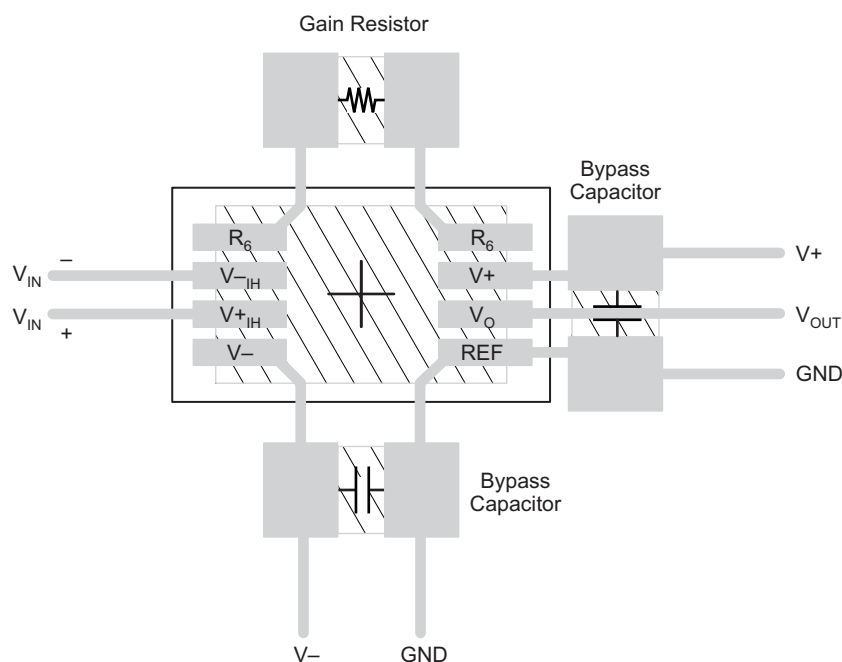 Gain Resistor
Bypass
Capacitor
R6
R6
V+
VIN
–
V–IH
V+
VIN
+
V+IH
VO
VOUT
V–
REF
GND
Bypass
Capacitor
V–
GND